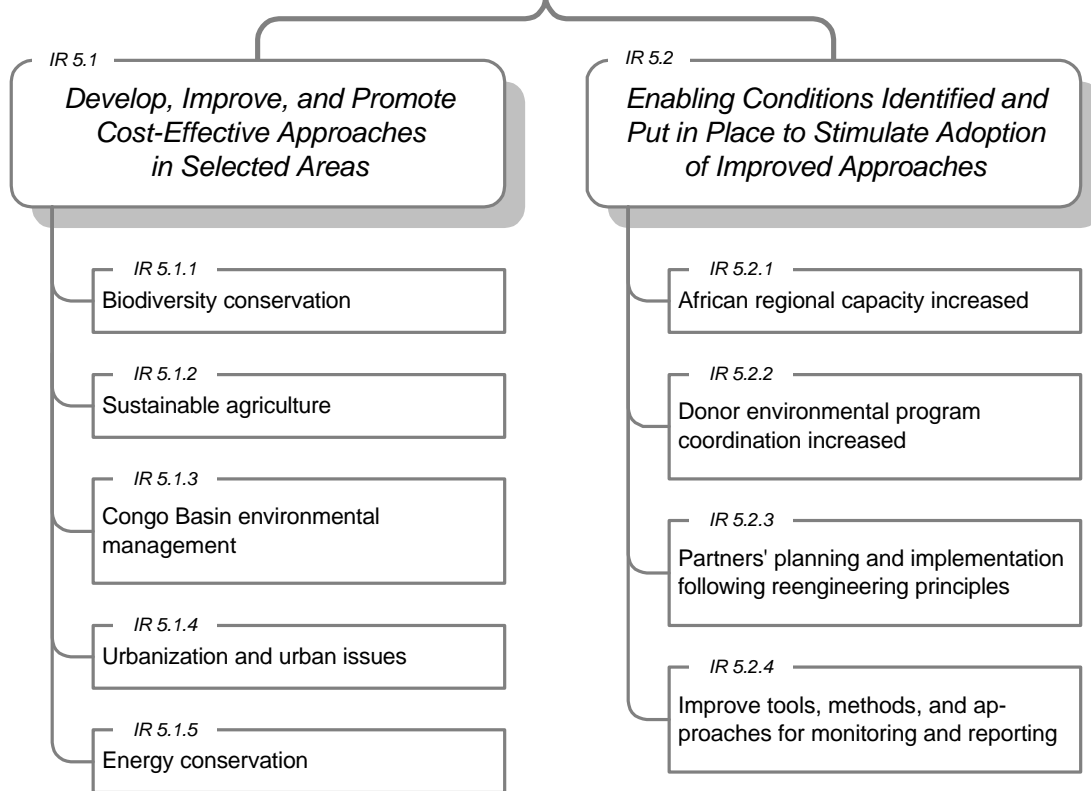 IR 5.1
Develop, Improve, and Promote
Cost-Effective Approaches
in Selected Areas
IR 5.1.1
Biodiversity conservation
IR 5.1.2
Sustainable agriculture
IR 5.1.3
Congo Basin environmental
management
IR 5.1.4
Urbanization and urban issues
IR 5.1.5
Energy conservation
IR 5.2
Enabling Conditions Identified and
Put in Place to Stimulate Adoption
of Improved Approaches
IR 5.2.1
African regional capacity increased
IR 5.2.2
Donor environmental program
coordination increased
IR 5.2.3
Partners' planning and implementation
following reengineering principles
IR 5.2.4
Improve tools, methods, and ap-
proaches for monitoring and reporting